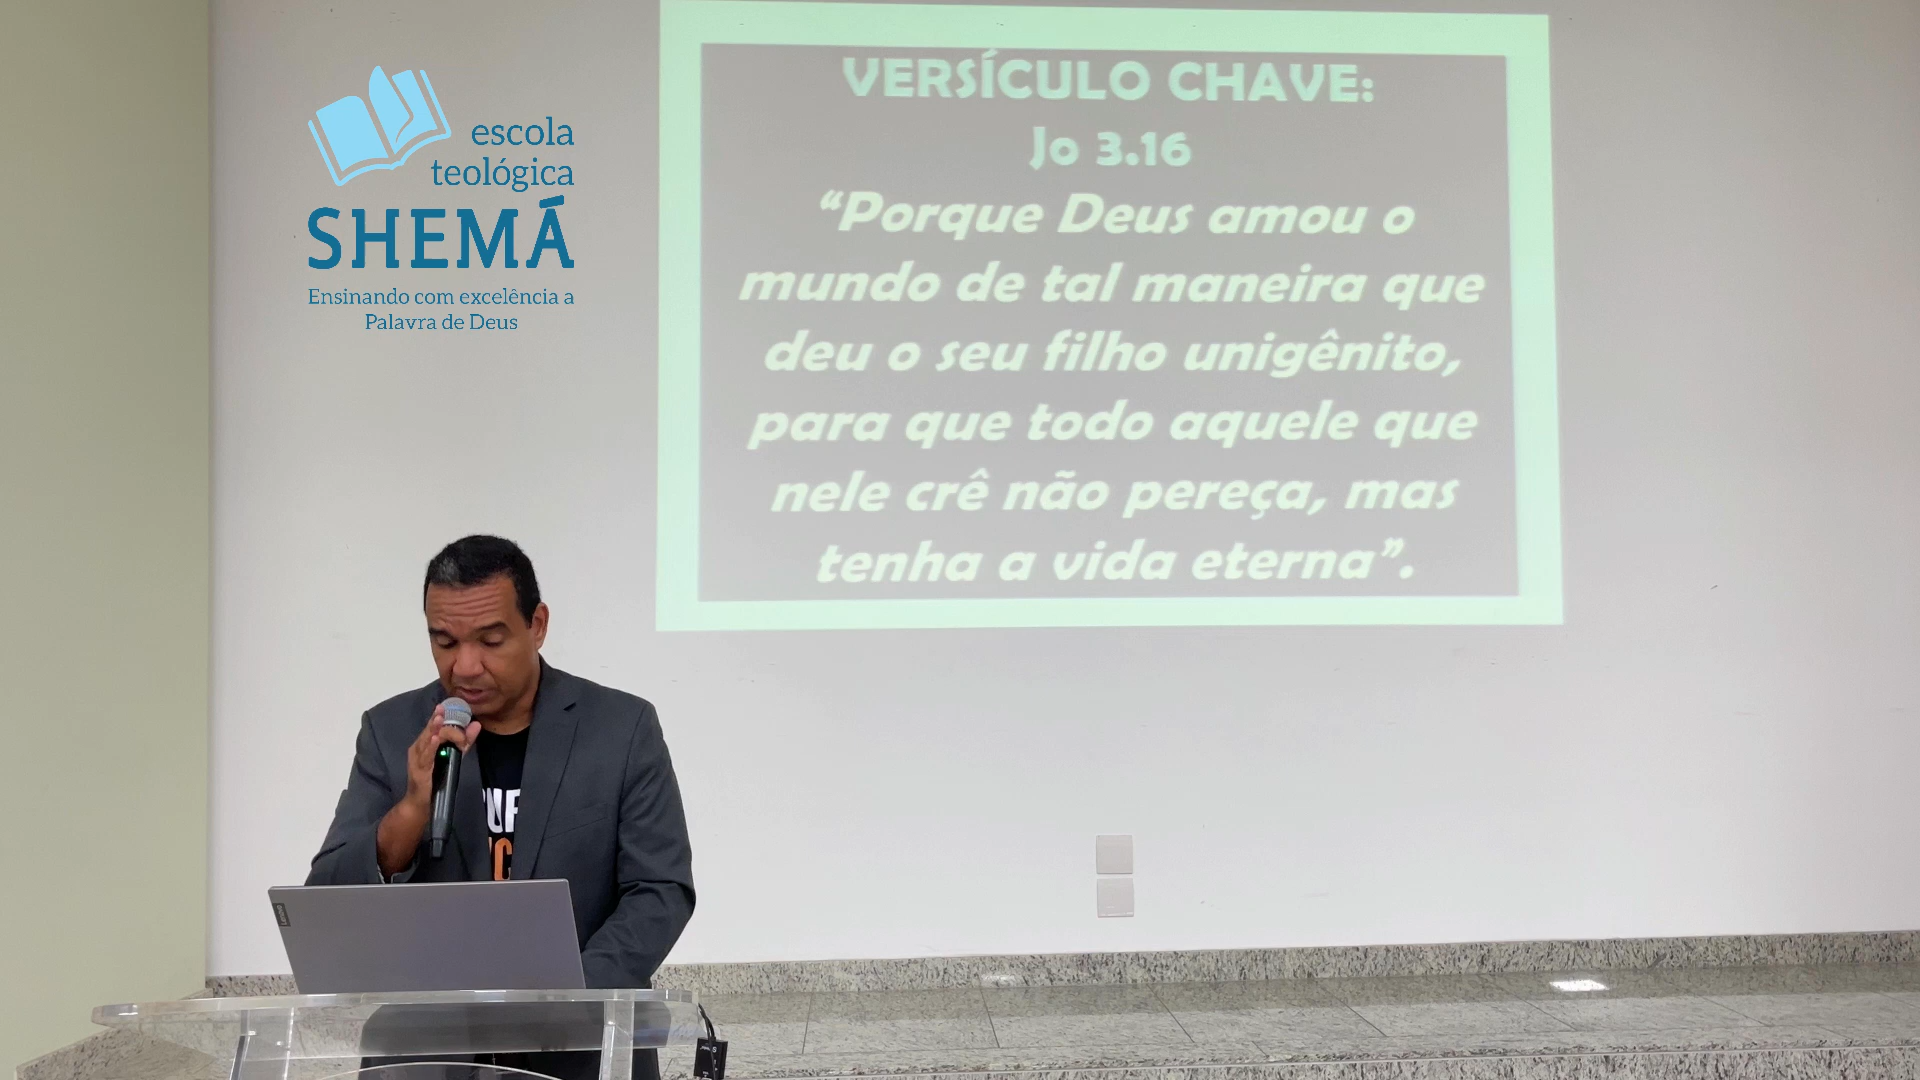 escola
teológica
SHEMÁ
Ensinando com excelência a
Palavra de Deus
VERSÍCULO CHAVE:
Jo 3.16
“Porque Deus amou o
mundo de tal maneira que
deu o seu filho unigênito,
para que todo aquele que
nele crê não pereça, mas
tenha a vida eterna”.
Lenovo